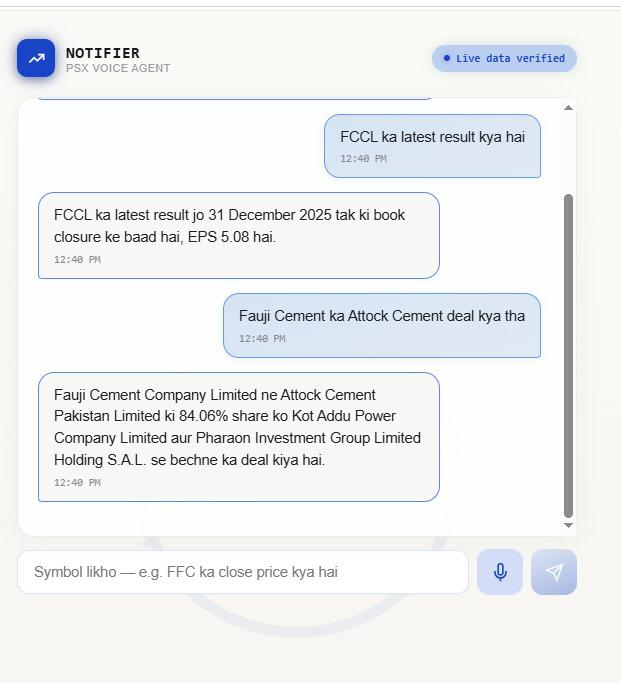 NOTIFIER
PSX VOICE AGENT
Live data verified
FCCL ka latest result kya hai
12:40 PM
FCCL ka latest result jo 31 December 2025 tak ki book
closure ke baad hai, EPS 5.08 hai.
12:40 PM
Fauji Cement ka Attock Cement deal kya tha
12:40 PM
Fauji Cement Company Limited ne Attock Cement
Pakistan Limited ki 84.06% share ko Kot Addu Power
Company Limited aur Pharaon Investment Group Limited
Holding S.A.L. se bechne ka deal kiya hai.
12:40 PM
Symbol likho — e.g. FFC ka close price kya hai